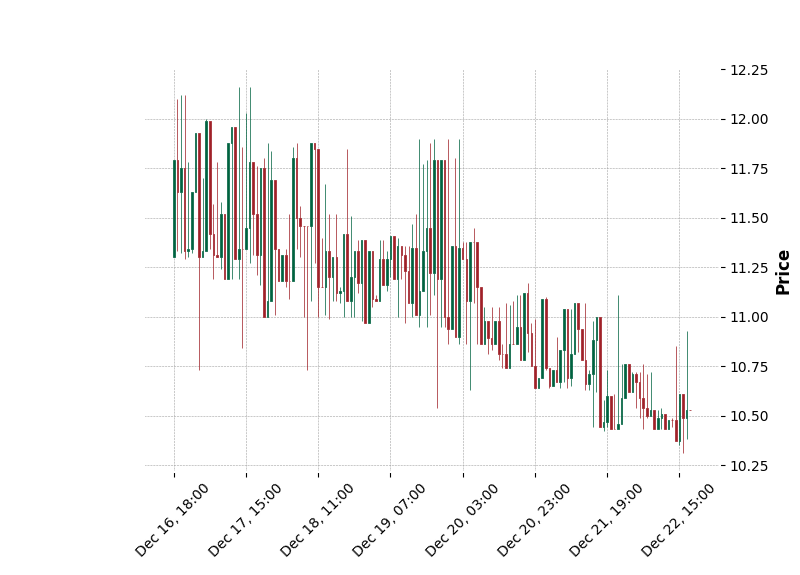 12.25
12.00
11.75
11.50
11.25
11.00
10.75
10.50
10.25
Price
Dec 16, 18:00
Dec 17, 15:00
Dec 18, 11:00
Dec 19, 07:00
Dec 20, 03:00
Dec 20, 23:00
Dec 21, 19:00
Dec 22, 15:00